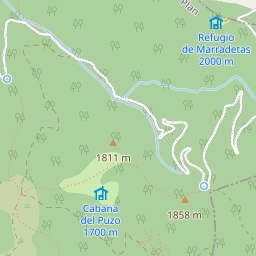 Plan
Refugio
de Marradetas
2000 m
1811 m
Cabana
del Puzo
1700 m
1858 m